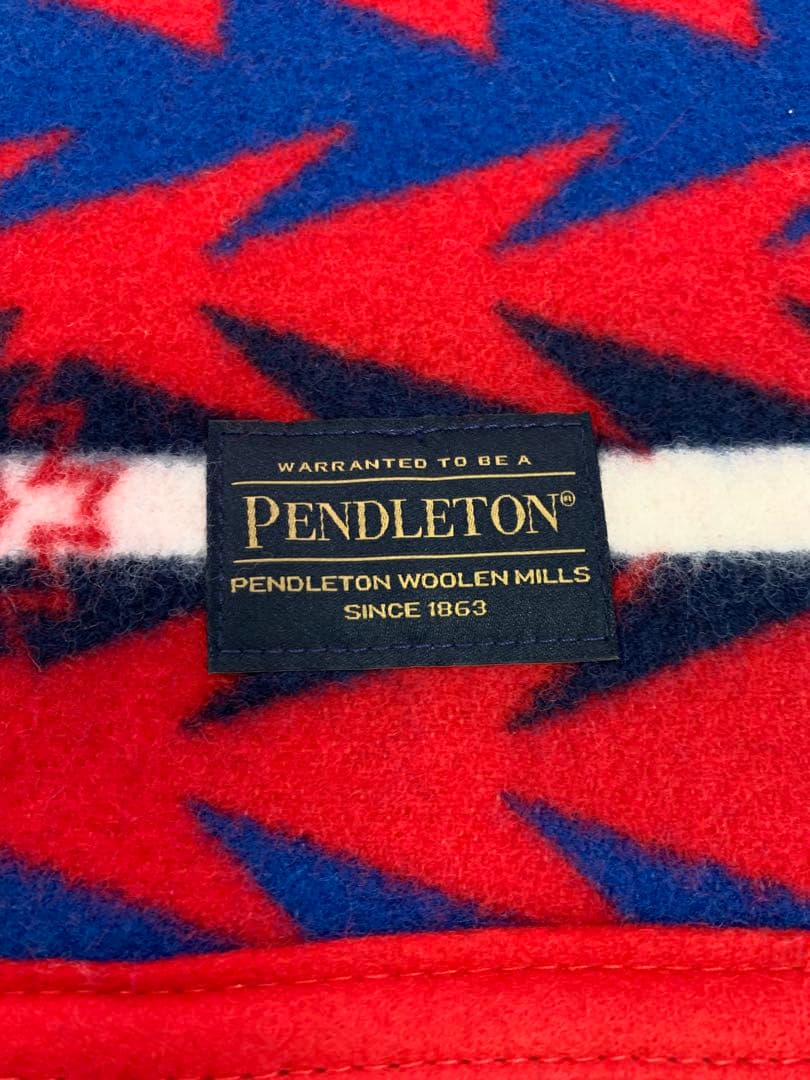 WARRANTED TO BE A
PENDLETON®
PENDLETON WOOLEN MILLS
SINCE 1863